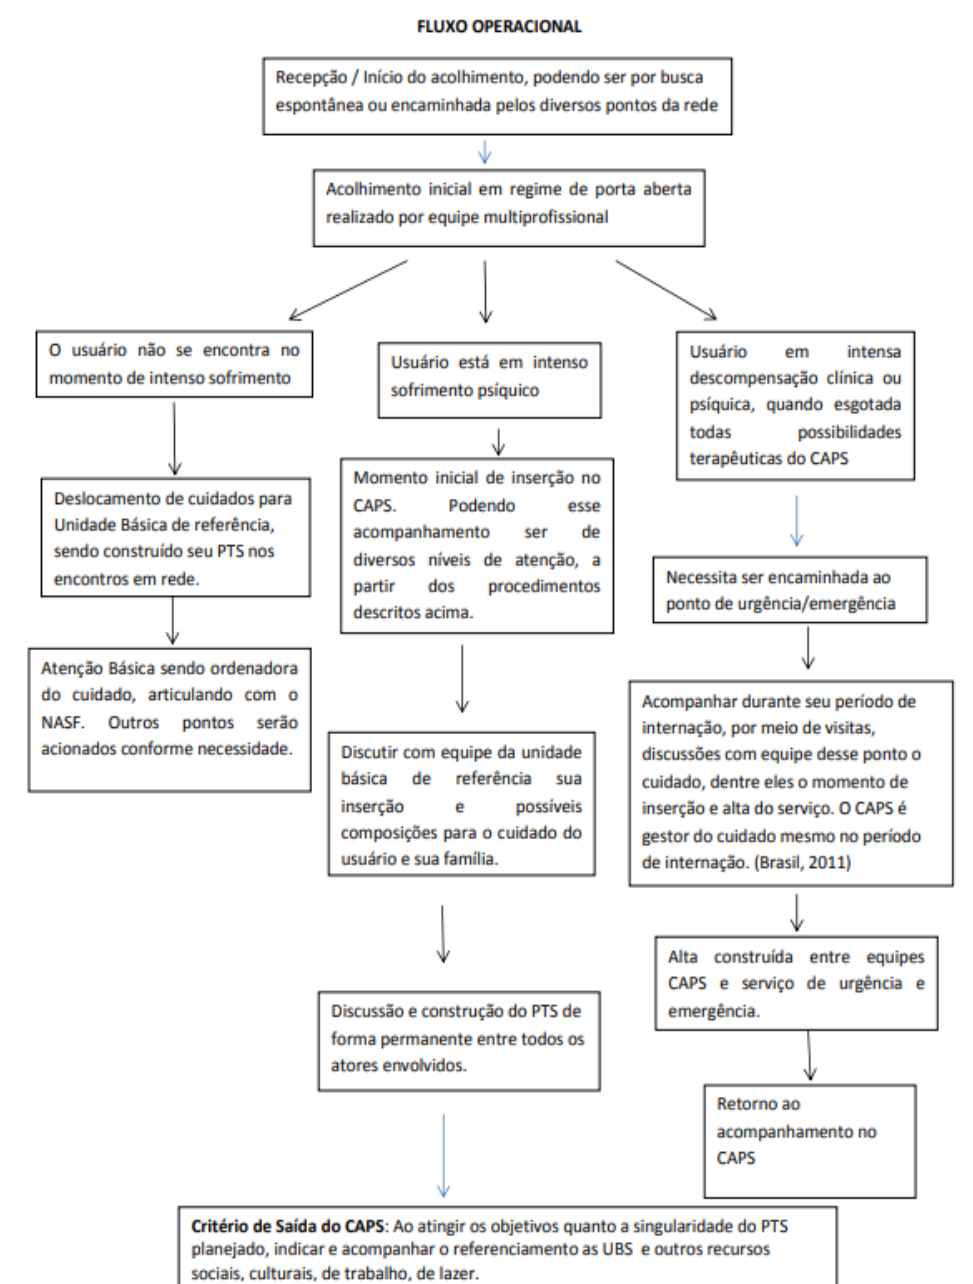 FLUXO OPERACIONAL
Recepção / Início do acolhimento, podendo ser por busca
espontânea ou encaminhada pelos diversos pontos da rede
Acolhimento inicial em regime de porta aberta
realizado por equipe multiprofissional
O usuário não se encontra no
momento de intenso sofrimento
Deslocamento de cuidados para
Unidade Básica de referência,
sendo construído seu PTS nos
encontros em rede.
Atenção Básica sendo ordenadora
do cuidado, articulando com o
NASF. Outros pontos serão
acionados conforme necessidade.
Usuário está em intenso
sofrimento psíquico
Momento inicial de inserção no
CAPS. Podendo esse
acompanhamento ser de
diversos níveis de atenção, a
partir dos procedimentos
descritos acima.
Discutir com equipe da unidade
básica de referência sua
inserção e possíveis
composições para o cuidado do
usuário e sua família.
Discussão e construção do PTS de
forma permanente entre todos os
atores envolvidos.
Usuário em intensa
descompensação clínica ou
psíquica, quando esgotada
todas possibilidades
terapêuticas do CAPS
Necessita ser encaminhada ao
ponto de urgência/emergência
Acompanhar durante seu período de
internação, por meio de visitas,
discussões com equipe desse ponto o
cuidado, dentre eles o momento de
inserção e alta do serviço. O CAPS é
gestor do cuidado mesmo no período
de internação. (Brasil, 2011)
Alta construída entre equipes
CAPS e serviço de urgência e
emergência.
Retorno ao
acompanhamento no
CAPS
Critério de Saída do CAPS: Ao atingir os objetivos quanto a singularidade do PTS
planejado, indicar e acompanhar o referenciamento as UBS e outros recursos
sociais, culturais, de trabalho, de lazer.